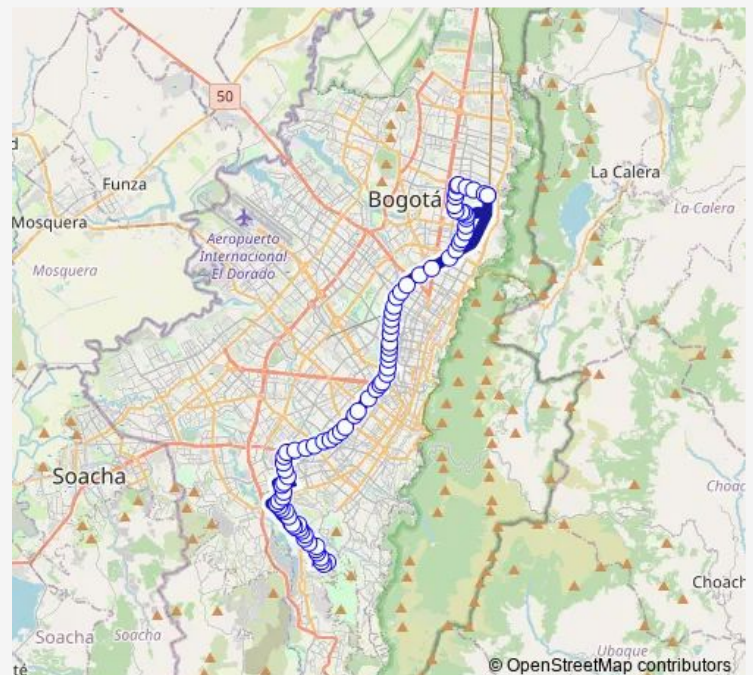 50
La Calera
Funza
Bogotá
La-Calera
Mosquera
Aeropuerto
Internacional
El Dorado
Mosquera
Soacha
Choac
Choach
Soacha
Soacha
Ubaque
té
© OpenStreetMap contributors